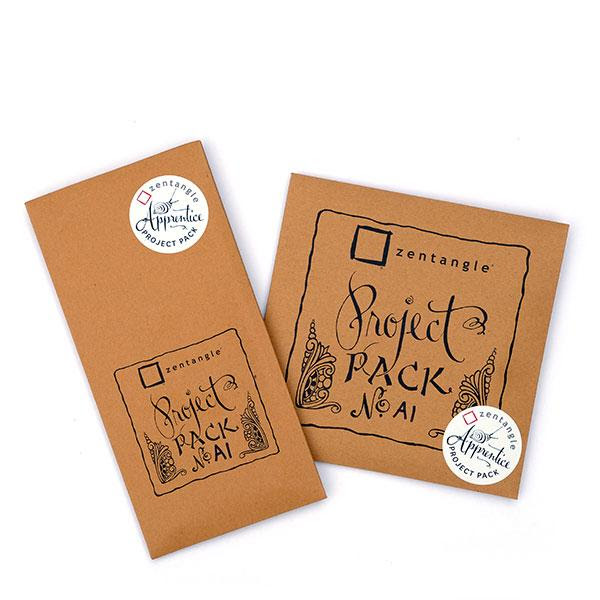 zentangle
Apprentice
PROJECT PACK
zentangle®
Project
PACK
No. A1
zentangle®
Project
PACK
No. A1
zentangle
Apprentice
PROJECT PACK